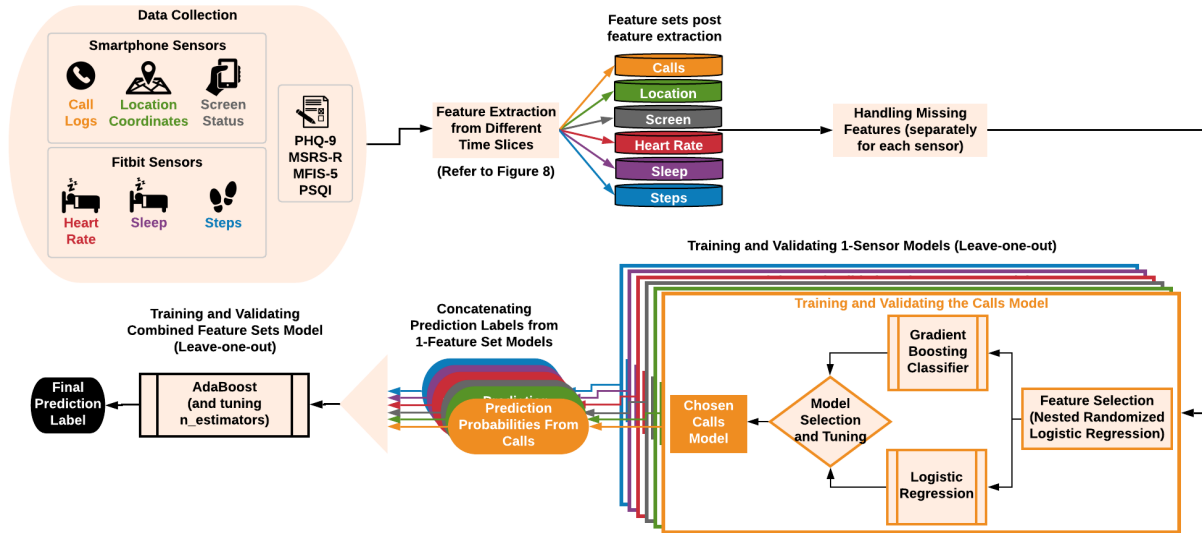 Data Collection
Smartphone Sensors
Call
Logs
Location
Coordinates
Screen
Status
Fitbit Sensors
Heart
Rate
Sleep
Steps
PHQ-9
MSRS-R
MFIS-5
PSQI
Feature Extraction
from Different
Time Slices
(Refer to Figure 8)
Feature sets post
feature extraction
Calls
Location
Screen
Heart Rate
Sleep
Steps
Handling Missing
Features (separately
for each sensor)
Training and Validating 1-Sensor Models (Leave-one-out)
Training and Validating the Calls Model
Feature Selection
(Nested Randomized
Logistic Regression)
Gradient
Boosting
Classifier
Logistic
Regression
Model
Selection
and Tuning
Chosen
Calls
Model
Concatenating
Prediction Labels from
1-Feature Set Models
Prediction
Probabilities From
Calls
Training and Validating
Combined Feature Sets Model
(Leave-one-out)
AdaBoost
(and tuning
n_estimators)
Final
Prediction
Label